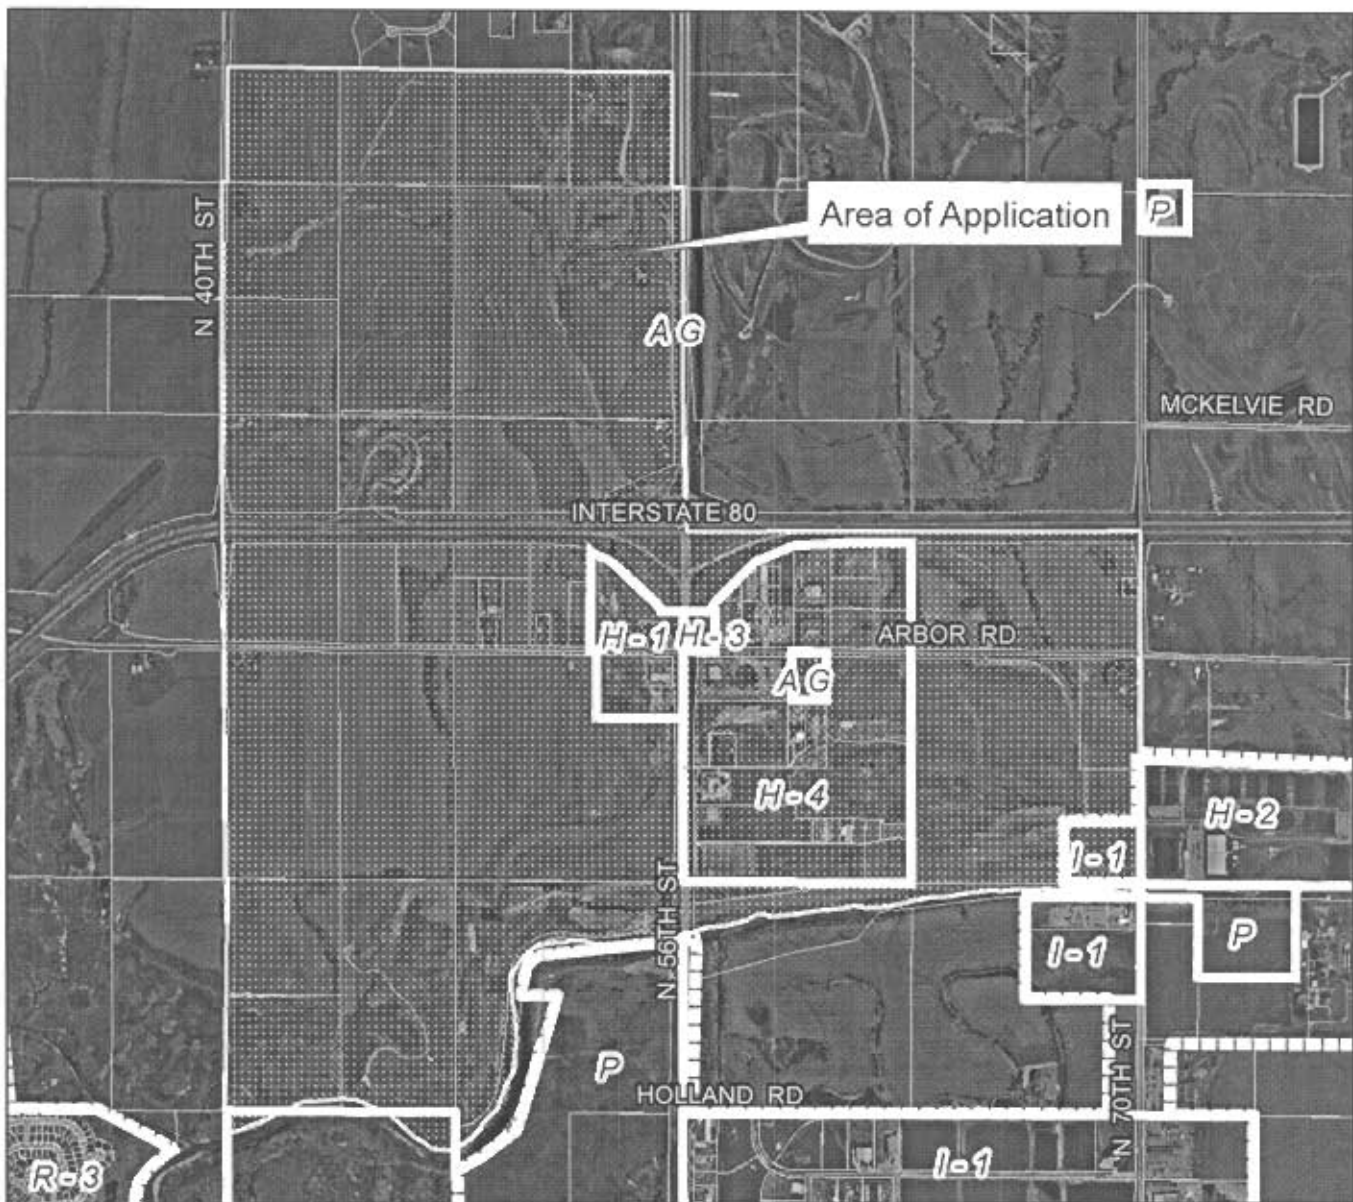 Area of Application
P
N 40TH ST
AG
MCKELVIE RD
INTERSTATE 80
H-1
H-3
ARBOR RD
AG
H-4
H-2
I-1
N 56TH ST
P
I-1
P
HOLLAND RD
N 70TH ST
R-3
I-1